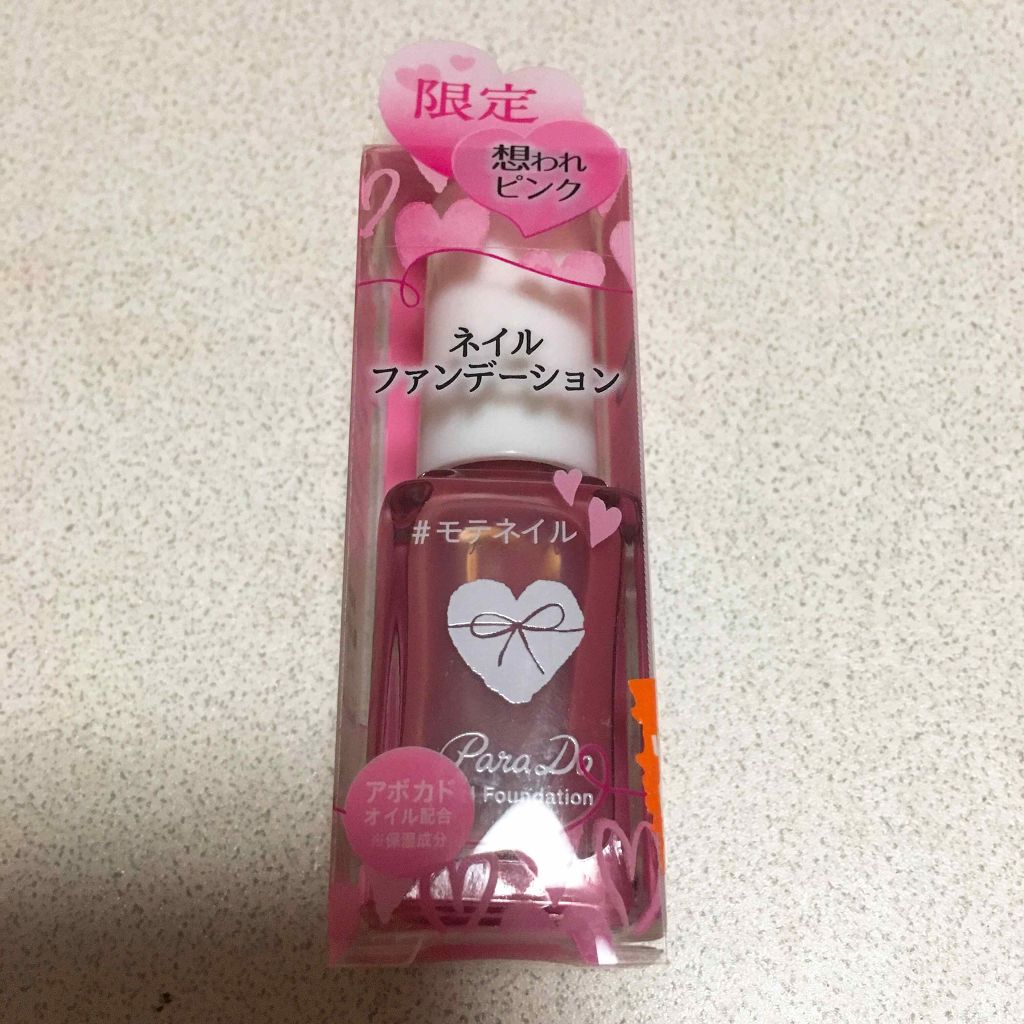 限定
想われ
ピンク
ネイル
ファンデーション
#モテネイル
Para Do
Foundation
アボカド
オイル配合
※保湿成分